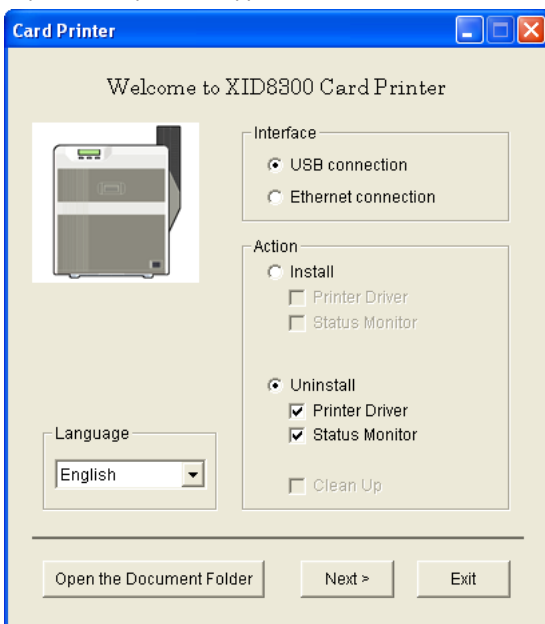 Card Printer
Welcome to XID8300 Card Printer
Interface
USB connection
Ethernet connection
Action
Install
Printer Driver
Status Monitor
Uninstall
Printer Driver
Status Monitor
Clean Up
Language
English
Open the Document Folder
Next >
Exit